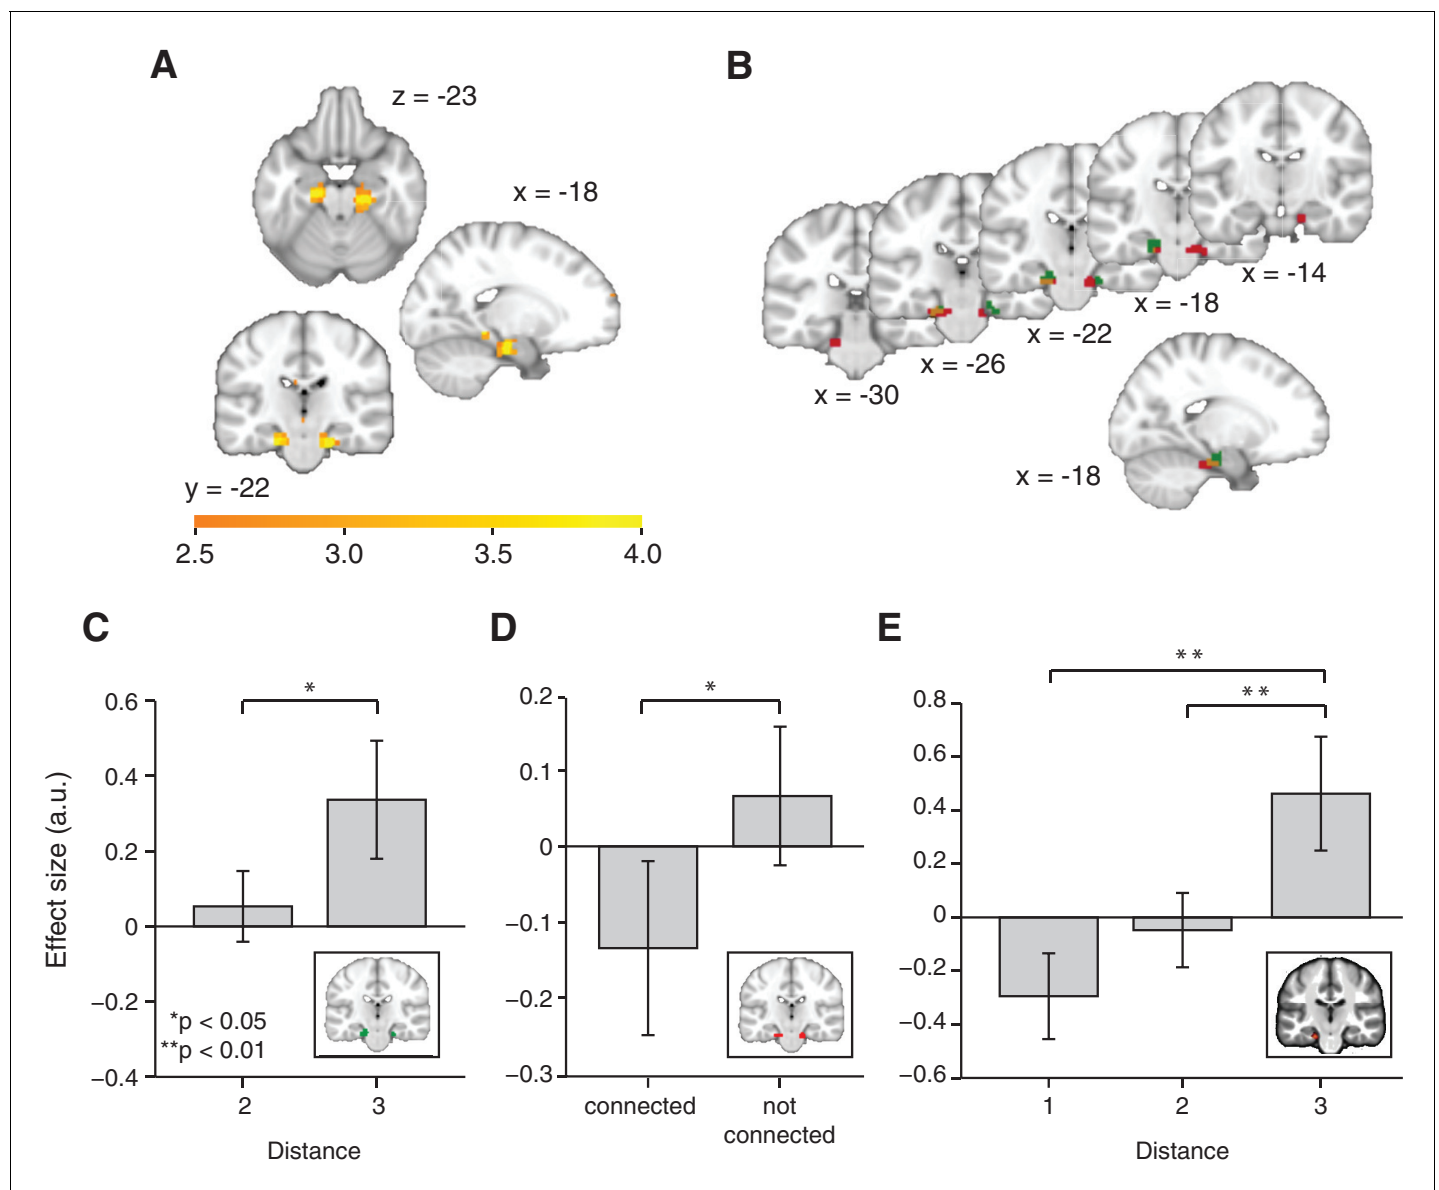 A
z = -23
x = -18
y = -22
2.5 3.0 3.5 4.0
B
x = -14
x = -18
x = -22
x = -26
x = -30
x = -18
C
*
0.6
0.4
0.2
0
−0.2
−0.4
Effect size (a.u.)
*p < 0.05
**p < 0.01
2 3
Distance
D
*
0.2
0.1
0
−0.1
−0.2
−0.3
connected
not
connected
E
**
**
0.8
0.6
0.4
0.2
0
−0.2
−0.4
−0.6
1 2 3
Distance